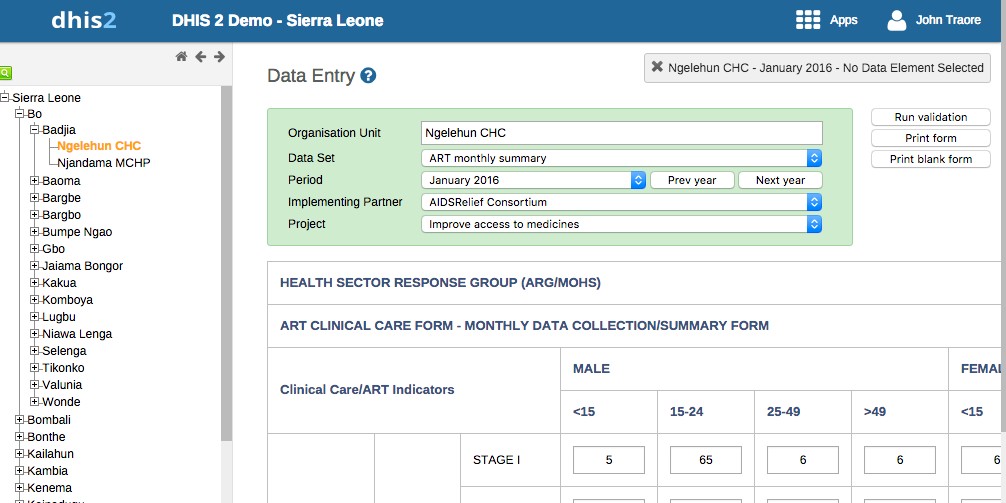 dhis2
DHIS 2 Demo - Sierra Leone
Apps
John Traore
Sierra Leone
Bo
Badjia
Ngelehun CHC
Njandama MCHP
Baoma
Bargbe
Bargbo
Bumpe Ngao
Gbo
Jaiama Bongor
Kakua
Komboya
Lugbu
Niawa Lenga
Selenga
Tikonko
Valunia
Wonde
Bombali
Bonthe
Kailahun
Kambia
Kenema
Data Entry ?
Ngelehun CHC - January 2016 - No Data Element Selected
Organisation Unit Ngelehun CHC
Data Set ART monthly summary
Period January 2016 Prev year Next year
Implementing Partner AIDSRelief Consortium
Project Improve access to medicines
Run validation
Print form
Print blank form
HEALTH SECTOR RESPONSE GROUP (ARG/MOHS)
ART CLINICAL CARE FORM - MONTHLY DATA COLLECTION/SUMMARY FORM
Clinical Care/ART Indicators
MALE FEMAL
<15 15-24 25-49 >49 <15
STAGE I 5 65 6 6 6